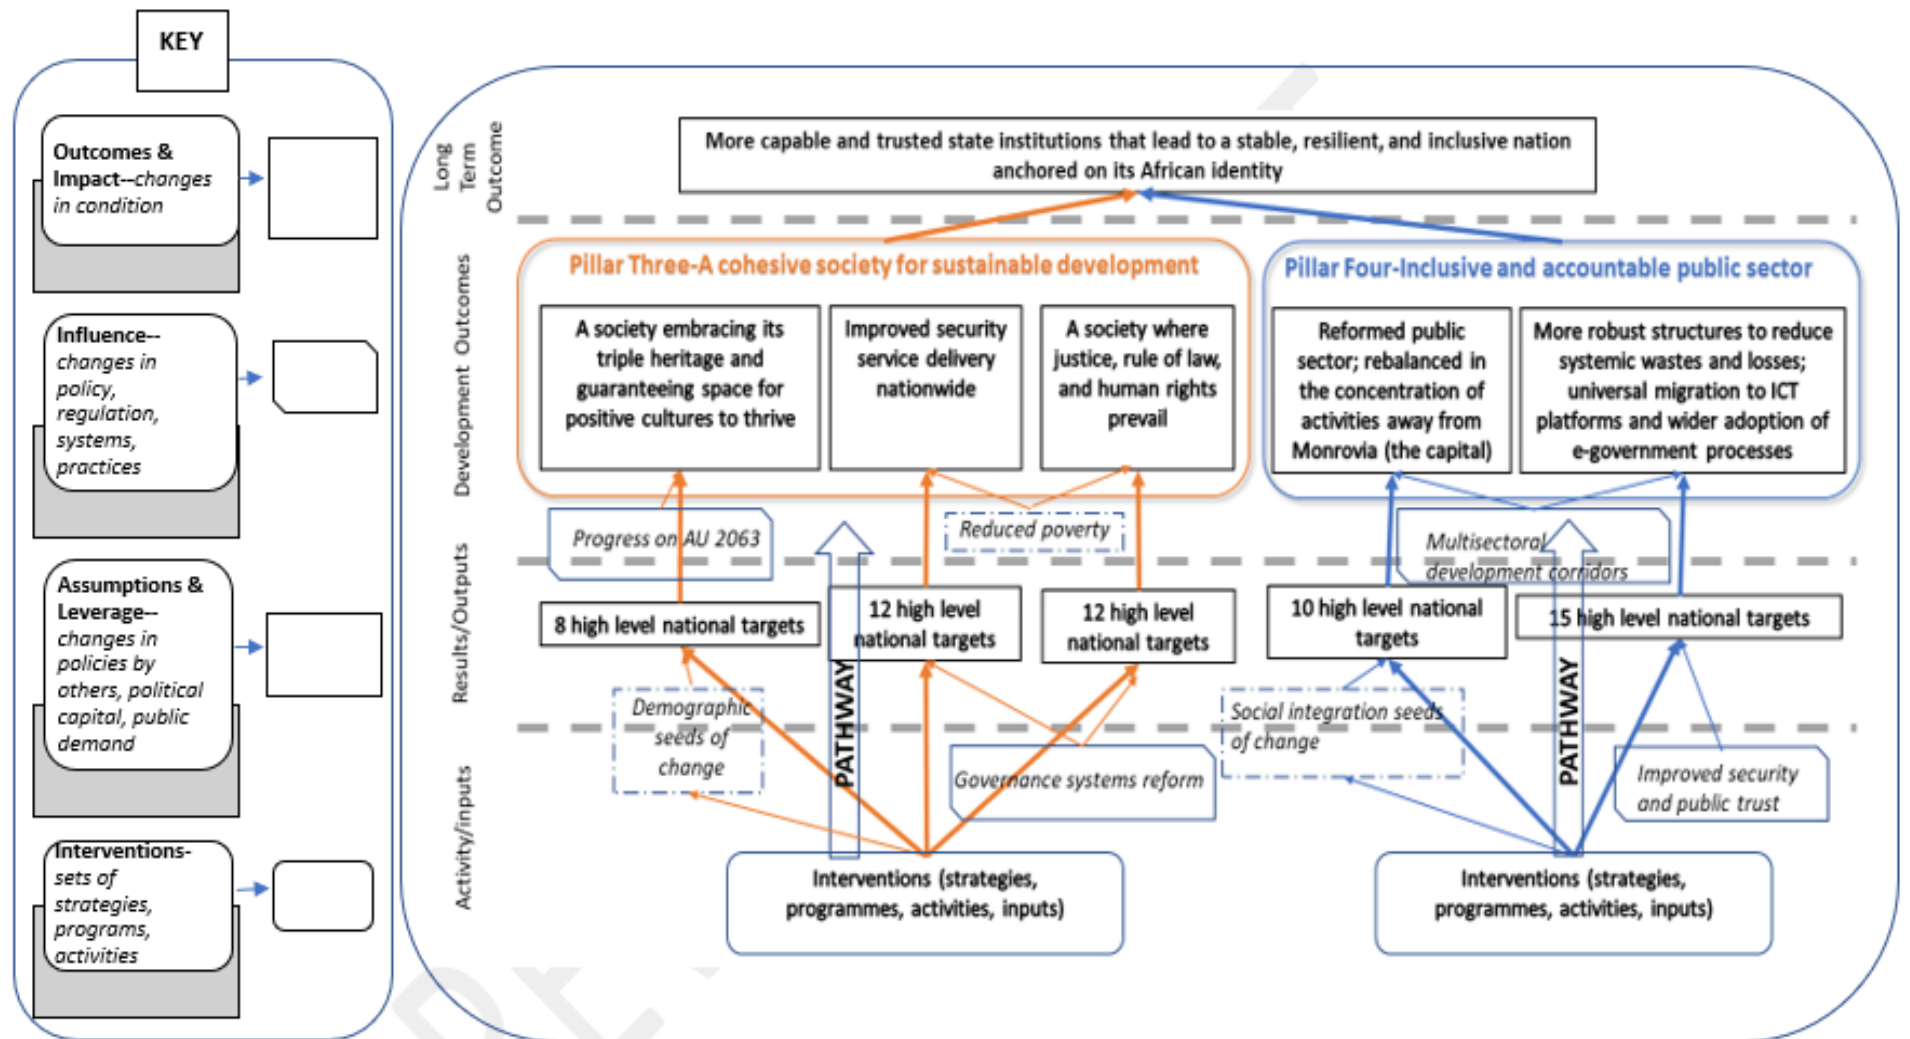 KEY
Outcomes &
Impact--changes
in condition
Influence--
changes in
policy,
regulation,
systems,
practices
Assumptions &
Leverage--
changes in
policies by
others, political
capital, public
demand
Interventions-
sets of
strategies,
programs,
activities
Long
Term
Outcome
More capable and trusted state institutions that lead to a stable, resilient, and inclusive nation
anchored on its African identity
Development Outcomes
Pillar Three-A cohesive society for sustainable development
A society embracing its
triple heritage and
guaranteeing space for
positive cultures to thrive
Improved security
service delivery
nationwide
A society where
justice, rule of law,
and human rights
prevail
Pillar Four-Inclusive and accountable public sector
Reformed public
sector; rebalanced in
the concentration of
activities away from
Monrovia (the capital)
More robust structures to reduce
systemic wastes and losses;
universal migration to ICT
platforms and wider adoption of
e-government processes
Progress on AU 2063
Reduced poverty
Multisectoral
development corridors
Results/Outputs
8 high level national targets
12 high level
national targets
12 high level
national targets
10 high level national
targets
15 high level national targets
PATHWAY
PATHWAY
Demographic
seeds of
change
Governance systems reform
Social integration seeds
of change
Improved security
and public trust
Activity/inputs
Interventions (strategies,
programmes, activities, inputs)
Interventions (strategies,
programmes, activities, inputs)